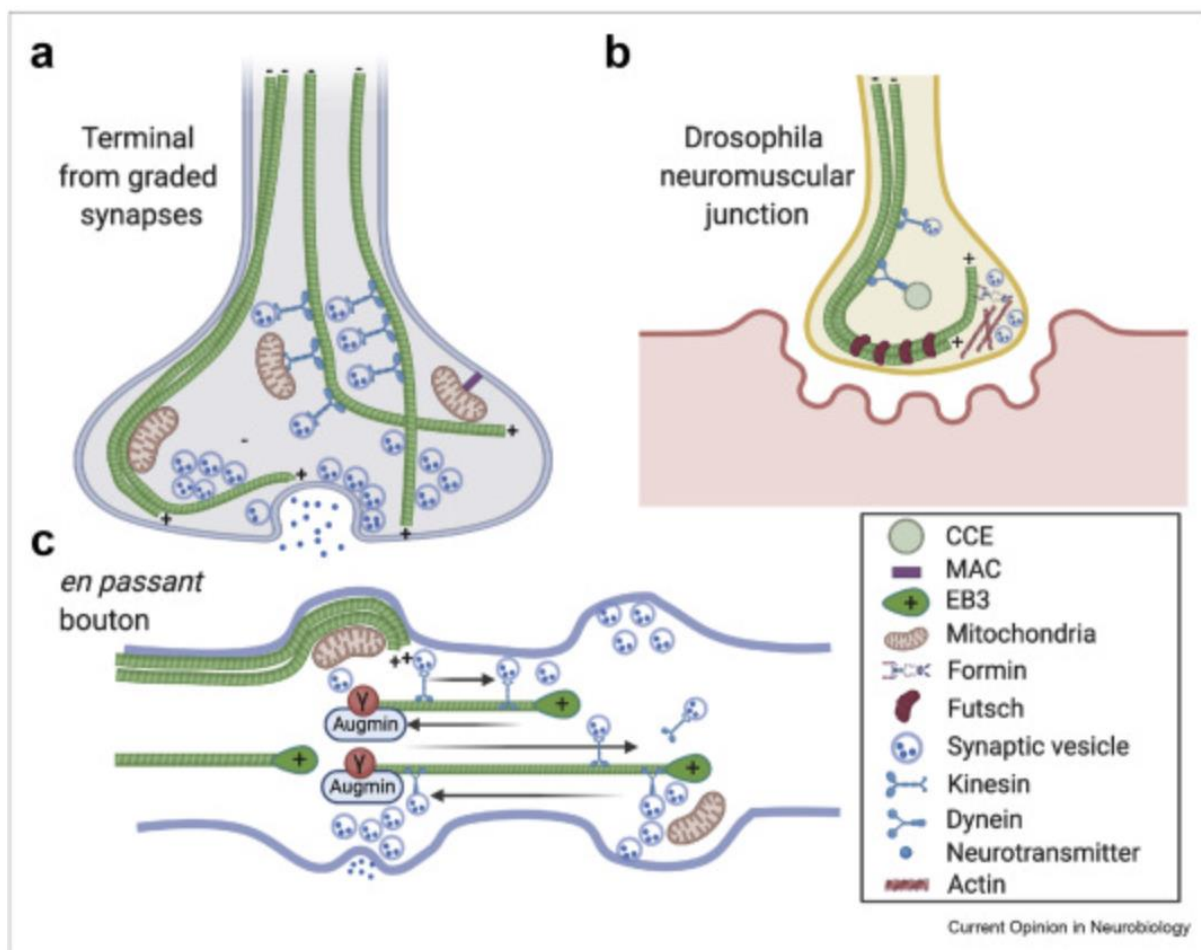 a
Terminal
from graded
synapses
- - - -
-
+ + + +
b
Drosophila
neuromuscular
junction
- -
+
+
c
en passant
bouton
++
γ
Augmin
+
+
γ
Augmin
+
CCE
MAC
+ EB3
Mitochondria
Formin
Futsch
Synaptic vesicle
Kinesin
Dynein
Neurotransmitter
Actin
Current Opinion in Neurobiology